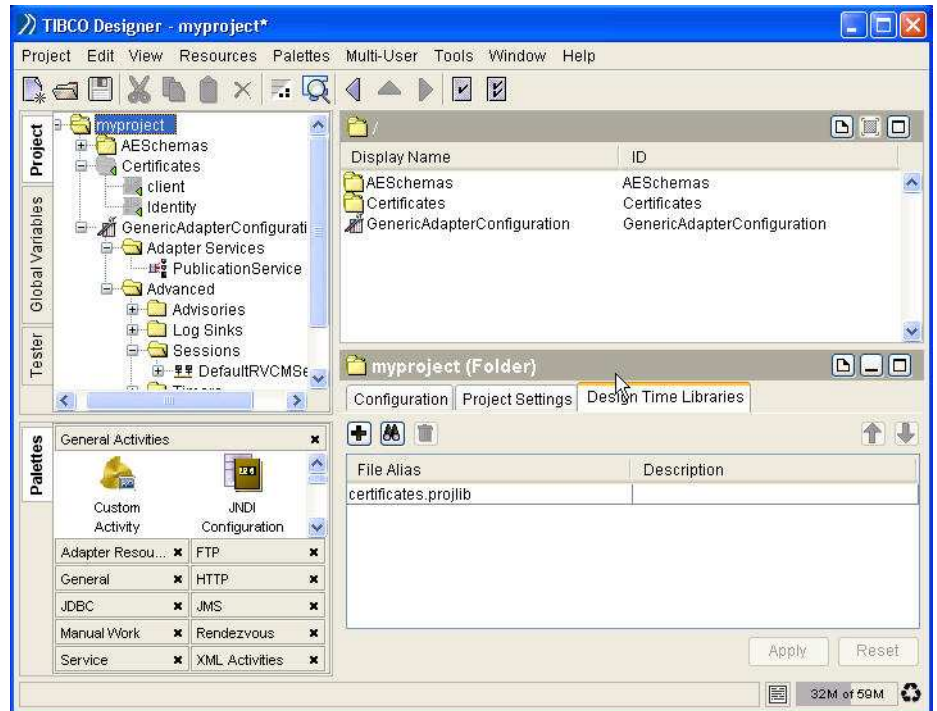 TIBCO Designer - myproject*
Project Edit View Resources Palettes Multi-User Tools Window Help
Project
Global Variables
Tester
myproject
AESchemas
Certificates
client
Identity
GenericAdapterConfigurati
Adapter Services
PublicationService
Advanced
Advisories
Log Sinks
Sessions
DefaultRVCMSe
/
Display Name ID
AESchemas AESchemas
Certificates Certificates
GenericAdapterConfiguration GenericAdapterConfiguration
myproject (Folder)
Configuration Project Settings Design Time Libraries
File Alias Description
certificates.projlib
Palettes
General Activities
Custom Activity
JNDI Configuration
Adapter Resou... FTP
General HTTP
JDBC JMS
Manual Work Rendezvous
Service XML Activities
Apply Reset
32M of 59M